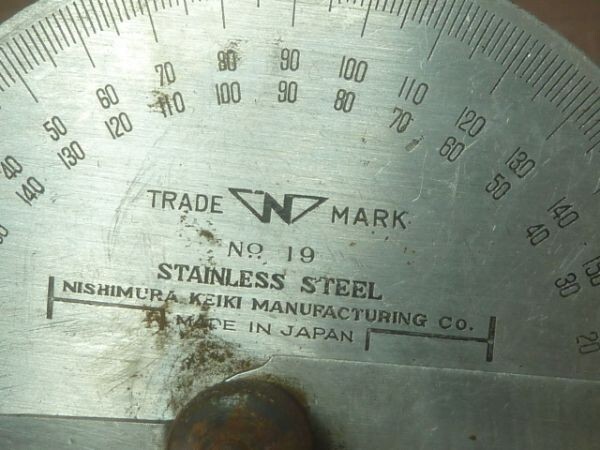 40 50 60 70 80 90 100 110 120 130 140 150
140 130 120 110 100 90 80 70 60 50 40 30 20
TRADE N MARK
No 19
STAINLESS STEEL
NISHIMURA KEIKI MANUFACTURING CO.
MADE IN JAPAN